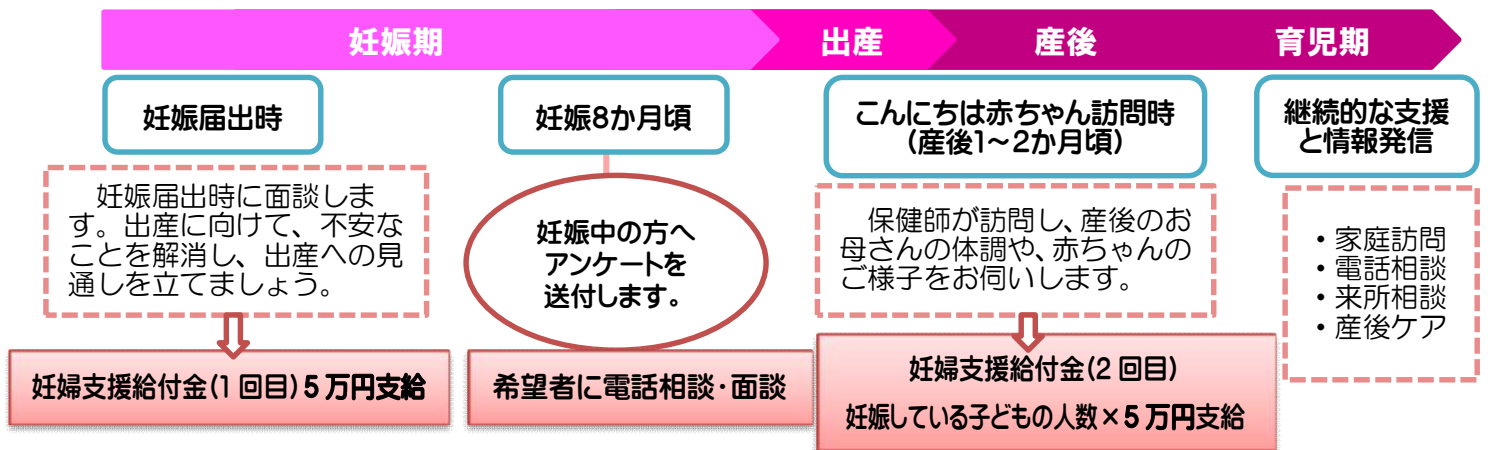 妊娠期
出産
産後
育児期
妊娠届出時
妊娠8か月頃
こんにちは赤ちゃん訪問時
(産後1～2か月頃)
継続的な支援
と情報発信
妊娠届出時に面談しま
す。出産に向けて、不安な
ことを解消し、出産への見
通しを立てましょう。
妊娠中の方へ
アンケートを
送付します。
保健師が訪問し、産後のお
母さんの体調や、赤ちゃんの
ご様子をお伺いします。
・家庭訪問
・電話相談
・来所相談
・産後ケア
妊婦支援給付金(1回目)5万円支給
希望者に電話相談・面談
妊婦支援給付金(2回目)
妊娠している子どもの人数×5万円支給